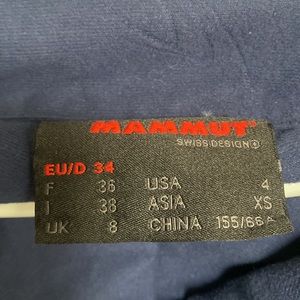 MAMMUT
SWISS DESIGN
EU/D 34
F 36 USA 4
I 38 ASIA XS
UK 8 CHINA 155/66A